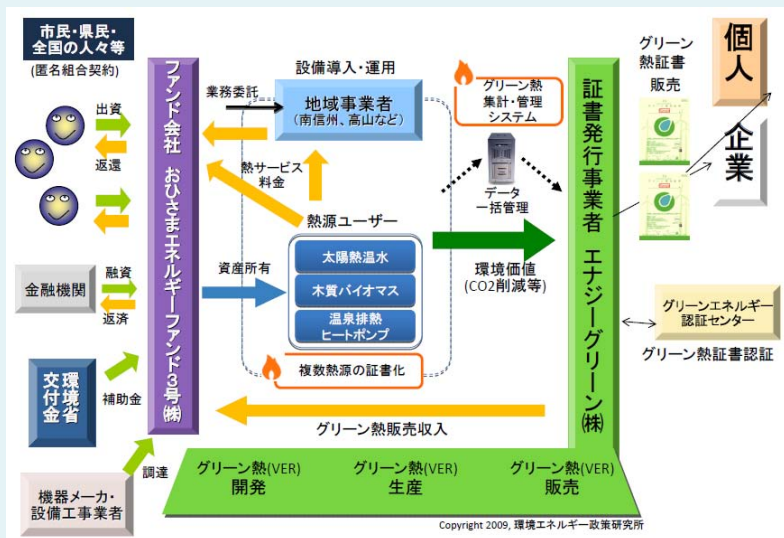 市民・県民・
全国の人々等
(匿名組合契約)
出資
返還
金融機関
融資
返済
環境省
交付金
補助金
機器メーカ・
設備工事業者
調達
ファンド会社 おひさまエネルギーファンド3号㈱
業務委託
設備導入・運用
地域事業者
(南信州、高山など)
熱サービス
料金
熱源ユーザー
資産所有
太陽熱温水
木質バイオマス
温泉排熱
ヒートポンプ
複数熱源の証書化
グリーン熱
集計・管理
システム
データ
一括管理
環境価値
(CO2削減等)
グリーン熱販売収入
証書発行事業者 エナジーグリーン㈱
グリーン
熱証書
販売
個人
企業
グリーンエネルギー
認証センター
グリーン熱証書認証
グリーン熱(VER)
開発
グリーン熱(VER)
生産
グリーン熱(VER)
販売
Copyright 2009, 環境エネルギー政策研究所